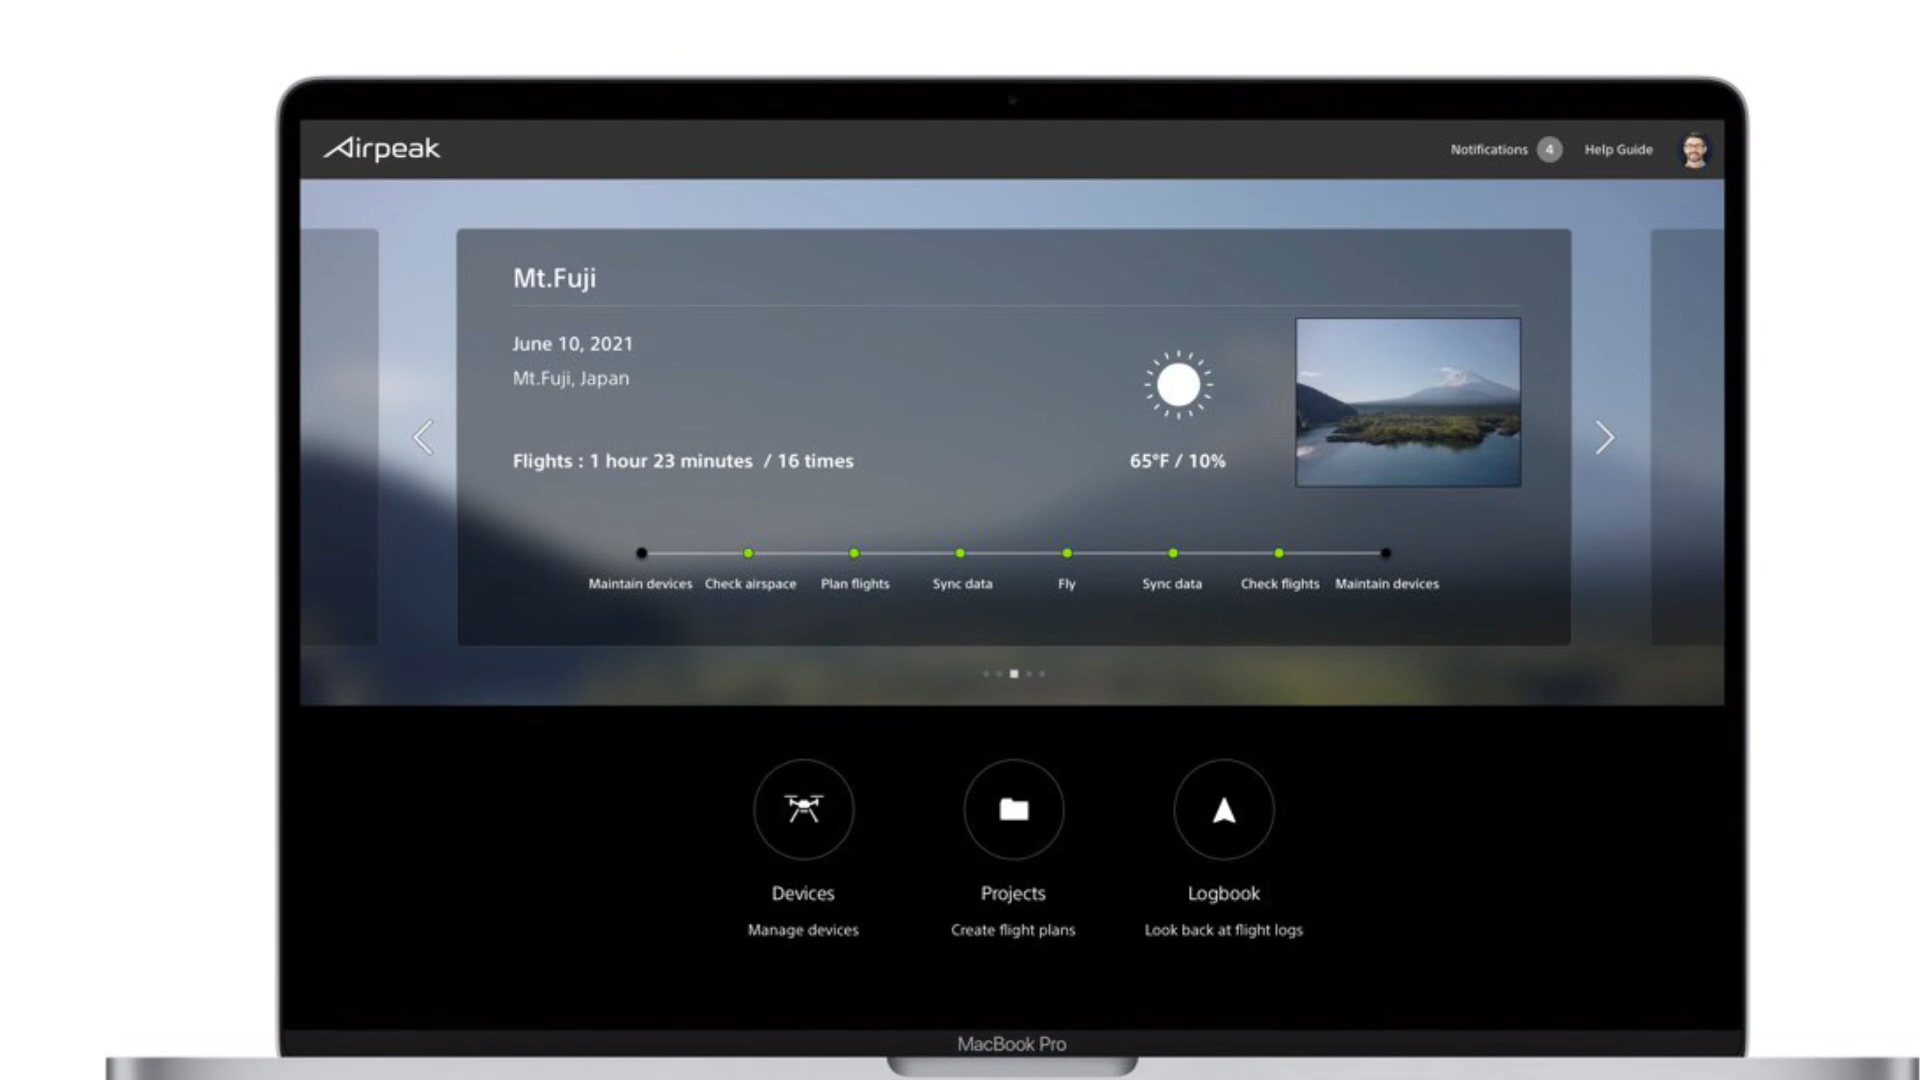 Airpeak
Notifications 4 Help Guide
Mt.Fuji
June 10, 2021
Mt.Fuji, Japan
Flights : 1 hour 23 minutes / 16 times
65°F / 10%
Maintain devices Check airspace Plan flights Sync data Fly Sync data Check flights Maintain devices
Devices Projects Logbook
Manage devices Create flight plans Look back at flight logs
MacBook Pro